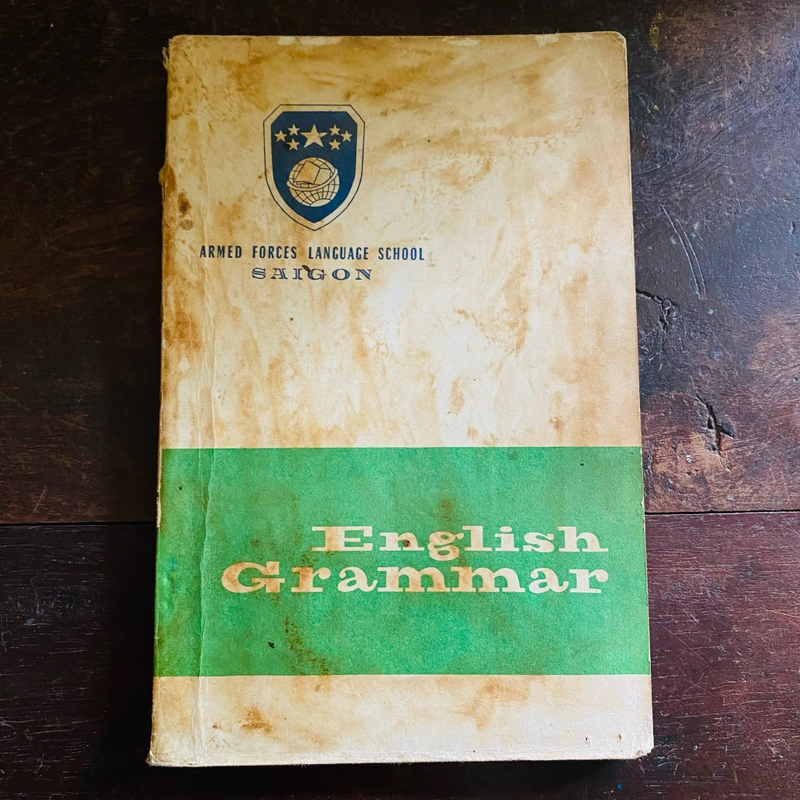 ARMED FORCES LANGUAGE SCHOOL
SAIGON
English
Grammar